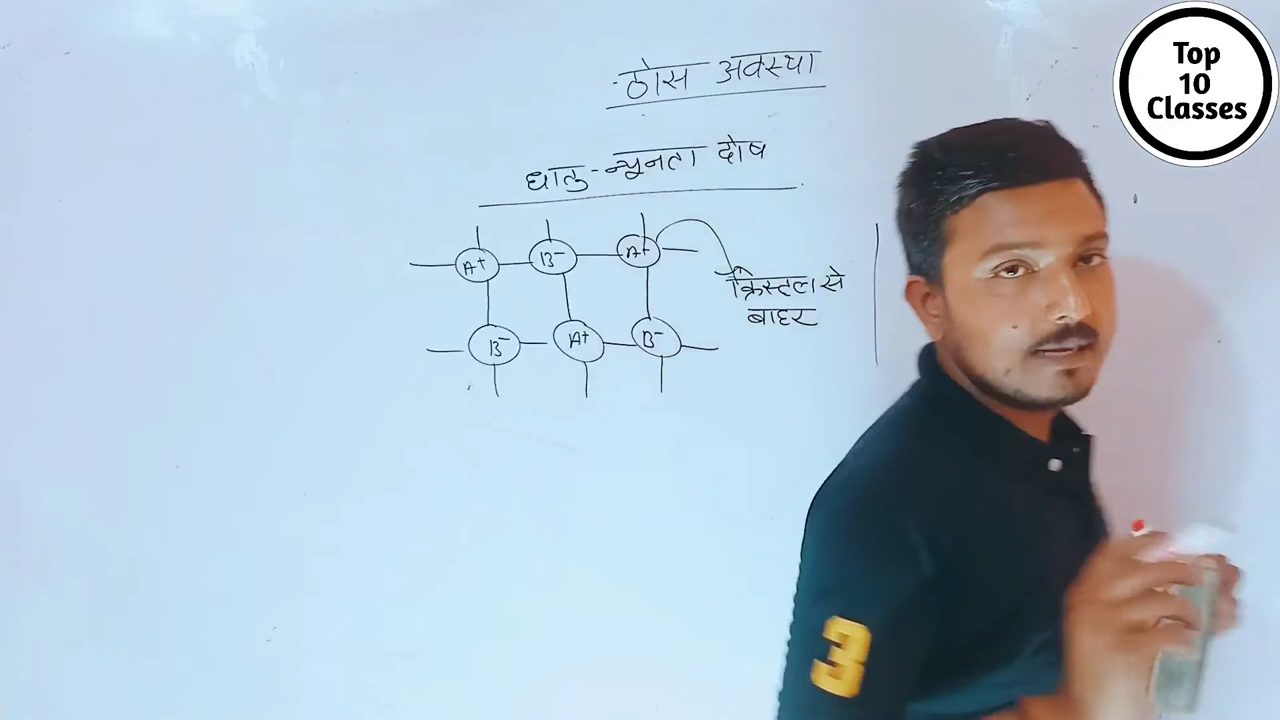 ठोस अवस्था
धातु-न्यूनता दोष
A+ B- A+
क्रिस्टल से
बाहर
B- A+ B-
Top
10
Classes
3